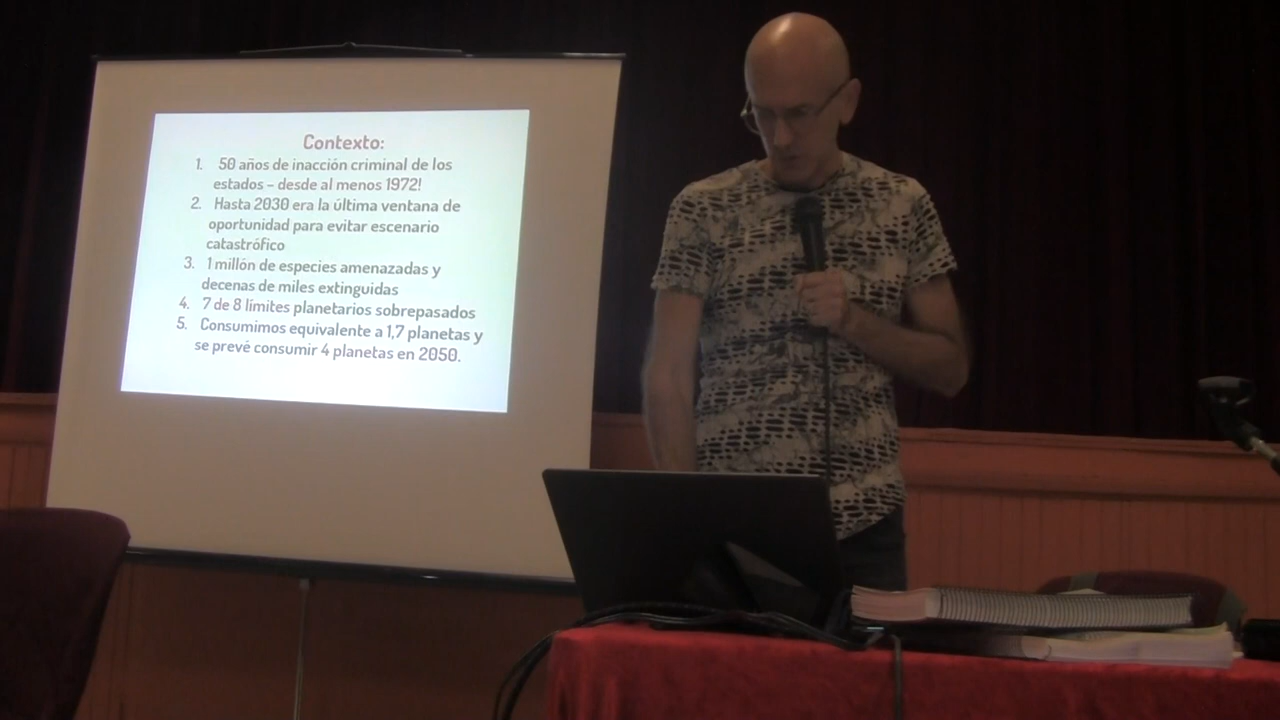 Contexto:
1. 50 años de inacción criminal de los
estados – desde al menos 1972!
2. Hasta 2030 era la última ventana de
oportunidad para evitar escenario
catastrófico
3. 1 millón de especies amenazadas y
decenas de miles extinguidas
4. 7 de 8 límites planetarios sobrepasados
5. Consumimos equivalente a 1,7 planetas y
se prevé consumir 4 planetas en 2050.